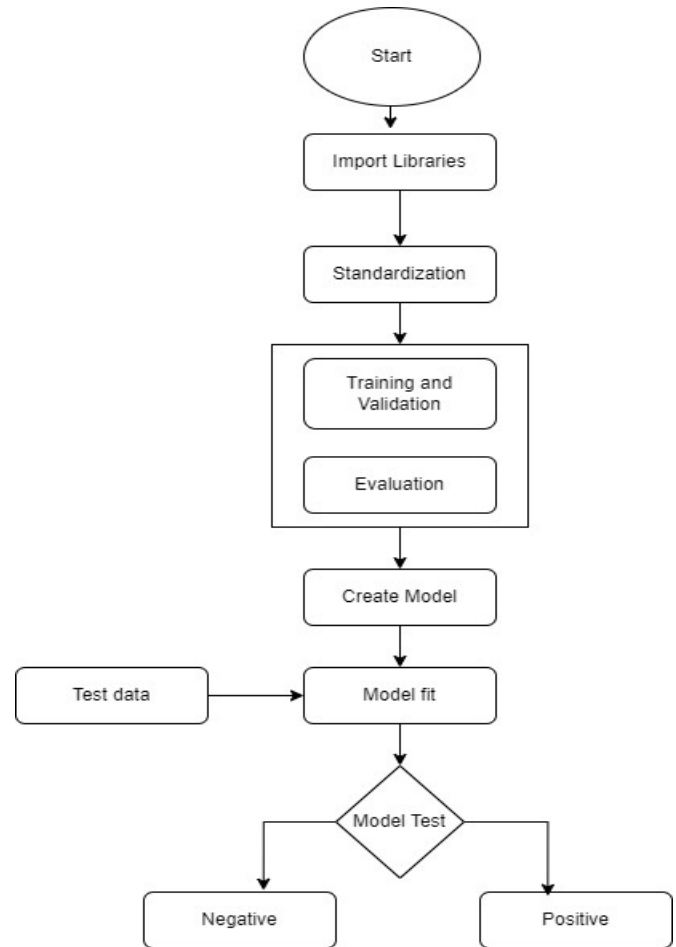 Start
Import Libraries
Standardization
Training and
Validation
Evaluation
Create Model
Test data
Model fit
Model Test
Negative
Positive